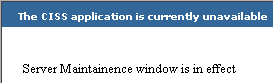 The CISS application is currently unavailable
Server Maintainence window is in effect